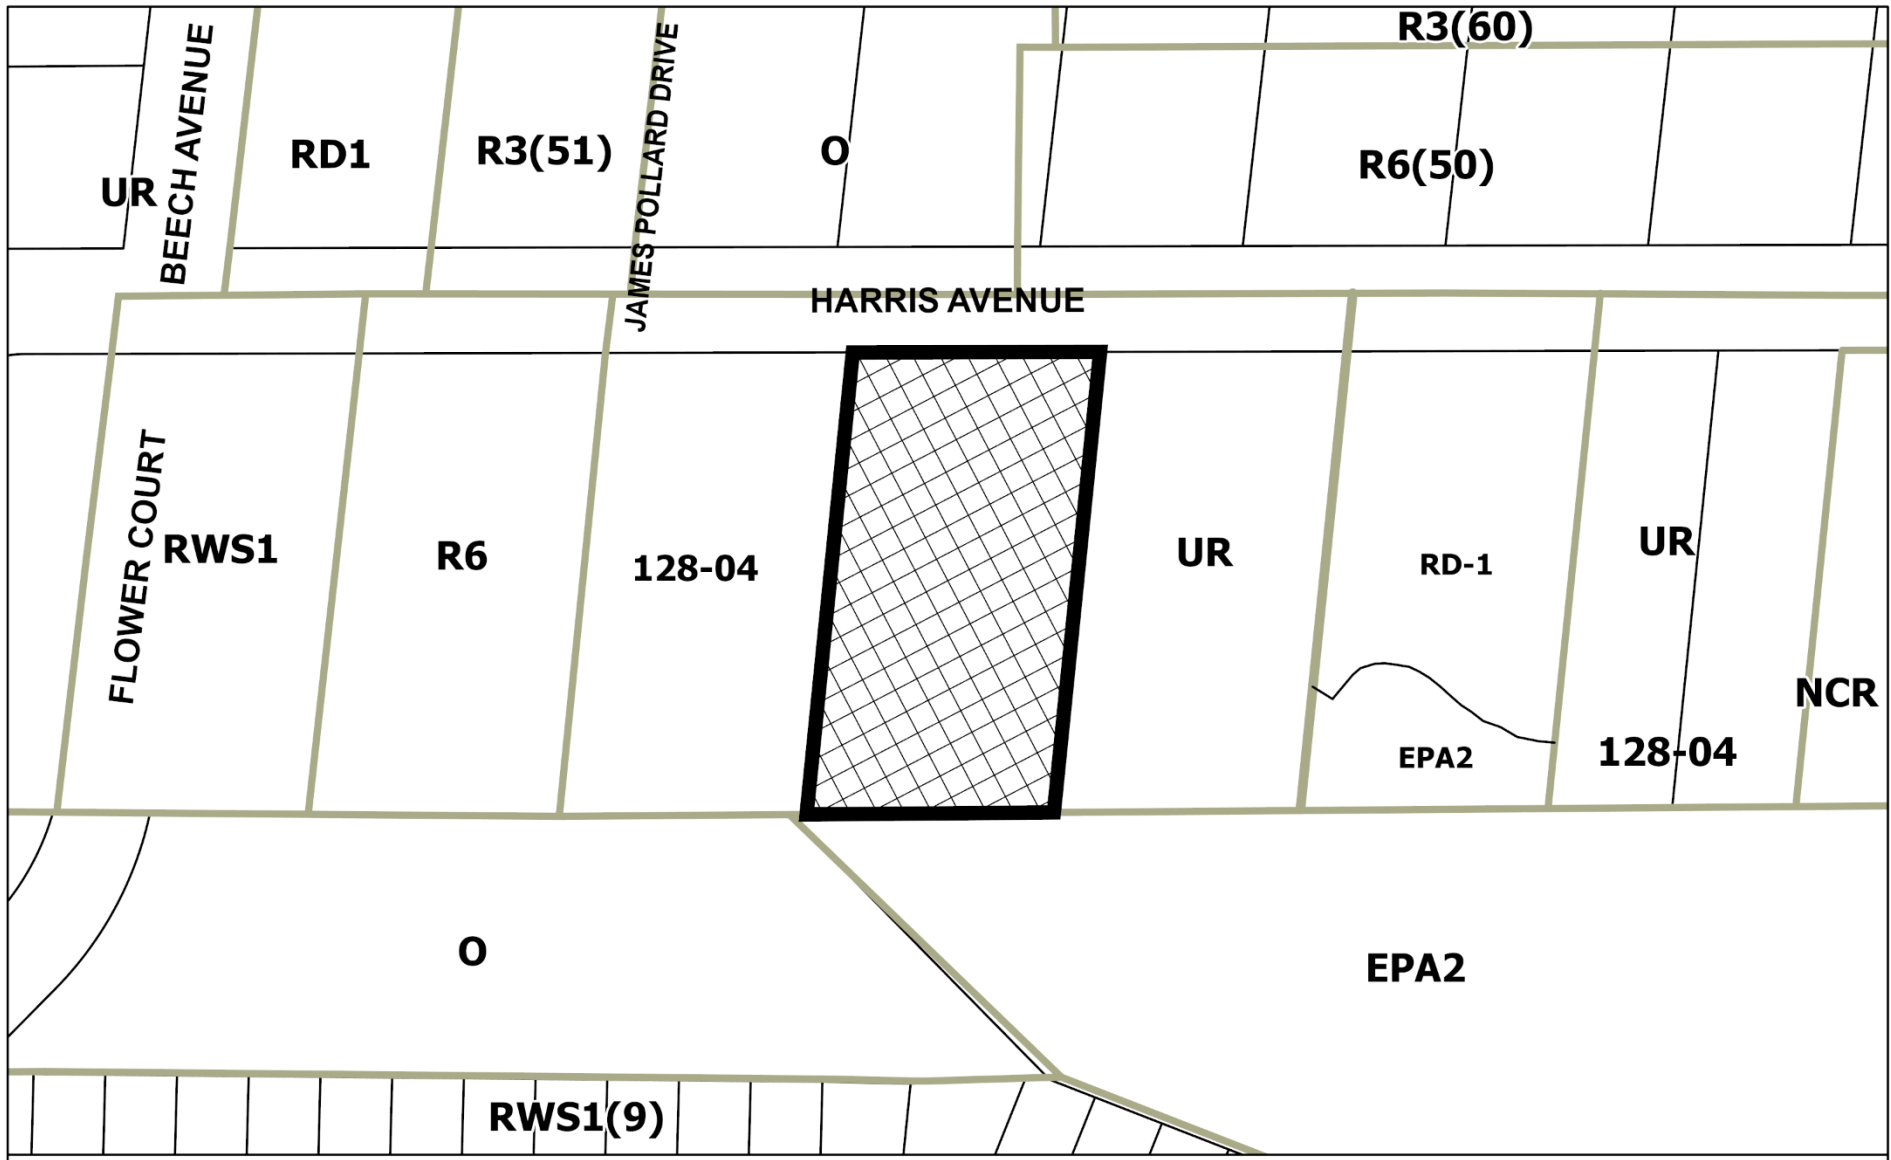 R3(60)
BEECH AVENUE
JAMES POLLARD DRIVE
RD1
R3(51)
O
R6(50)
UR
HARRIS AVENUE
FLOWER COURT
RWS1
R6
128-04
UR
RD-1
UR
NCR
EPA2
128-04
O
EPA2
RWS1(9)